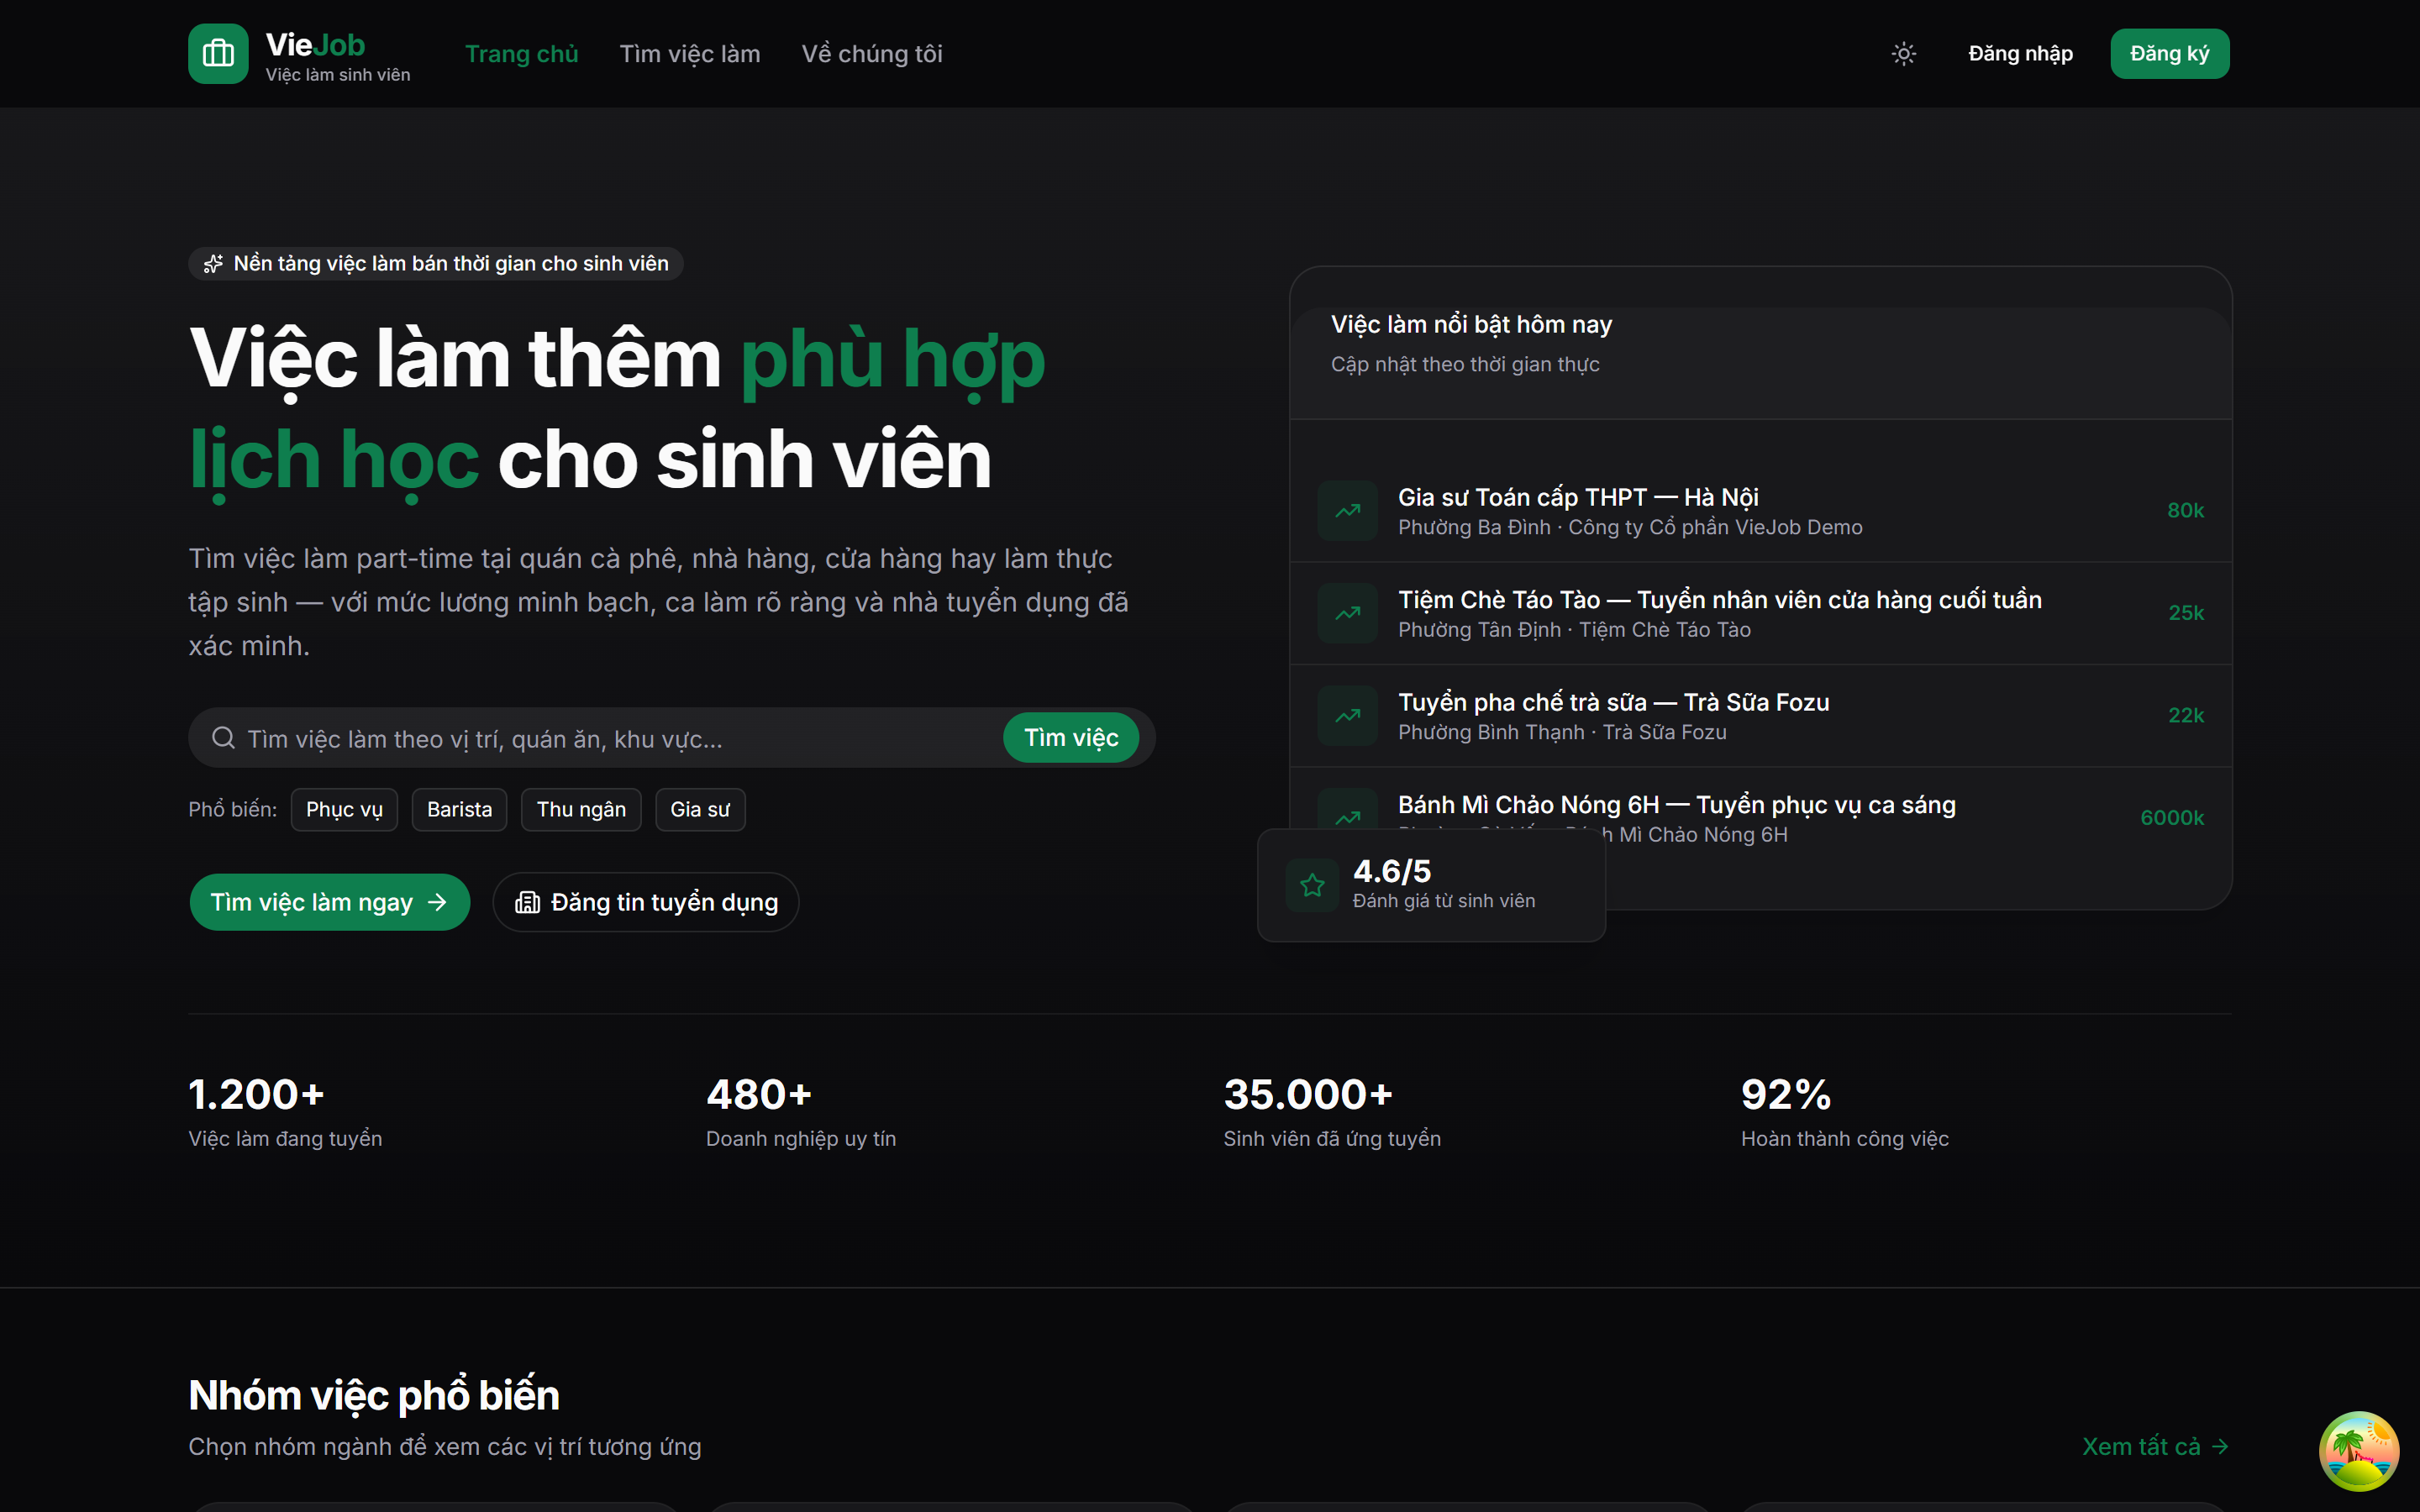 VieJob
Việc làm sinh viên
Trang chủ
Tìm việc làm
Về chúng tôi
Đăng nhập
Đăng ký
Nền tảng việc làm bán thời gian cho sinh viên
Việc làm thêm phù hợp
lịch học cho sinh viên
Tìm việc làm part-time tại quán cà phê, nhà hàng, cửa hàng hay làm thực
tập sinh — với mức lương minh bạch, ca làm rõ ràng và nhà tuyển dụng đã
xác minh.
Tìm việc làm theo vị trí, quán ăn, khu vực...
Tìm việc
Phổ biến:
Phục vụ
Barista
Thu ngân
Gia sư
Tìm việc làm ngay
Đăng tin tuyển dụng
Việc làm nổi bật hôm nay
Cập nhật theo thời gian thực
Gia sư Toán cấp THPT — Hà Nội
Phường Ba Đình · Công ty Cổ phần VieJob Demo
80k
Tiệm Chè Táo Tào — Tuyển nhân viên cửa hàng cuối tuần
Phường Tân Định · Tiệm Chè Táo Tào
25k
Tuyển pha chế trà sữa — Trà Sữa Fozu
Phường Bình Thạnh · Trà Sữa Fozu
22k
Bánh Mì Chảo Nóng 6H — Tuyển phục vụ ca sáng
Mì Chảo Nóng 6H
6000k
4.6/5
Đánh giá từ sinh viên
1.200+
Việc làm đang tuyển
480+
Doanh nghiệp uy tín
35.000+
Sinh viên đã ứng tuyển
92%
Hoàn thành công việc
Nhóm việc phổ biến
Chọn nhóm ngành để xem các vị trí tương ứng
Xem tất cả